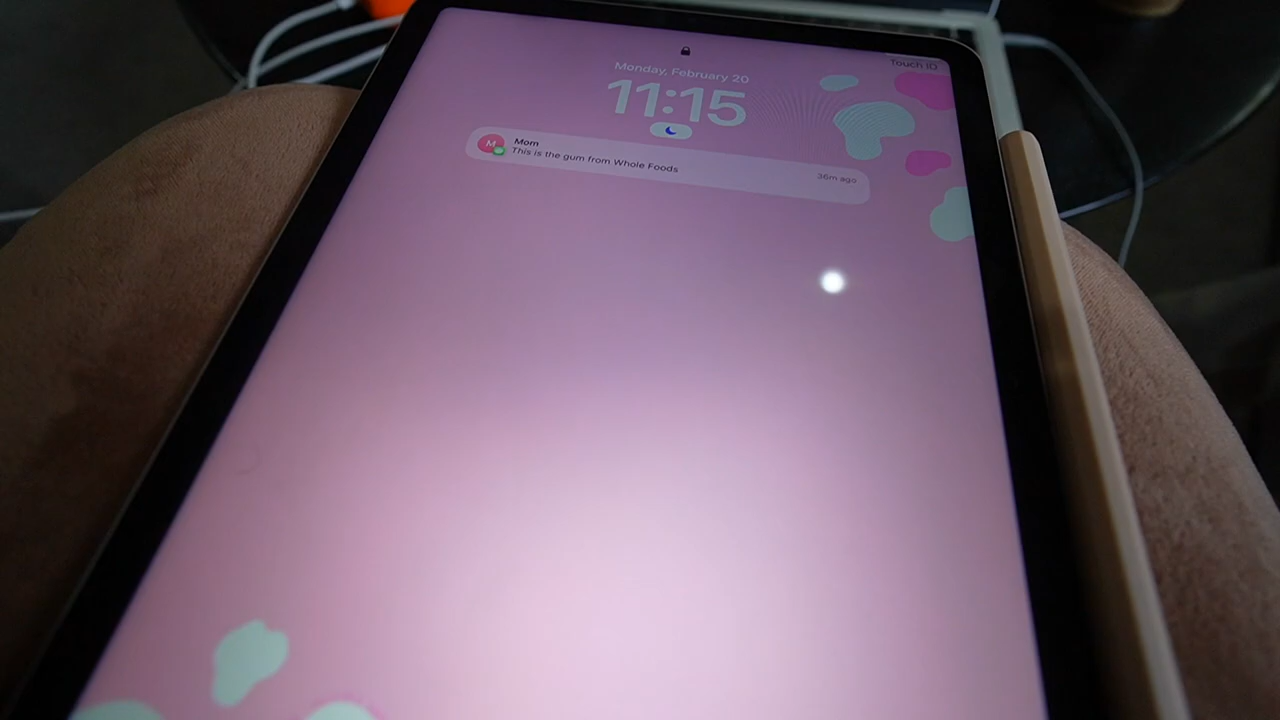 Touch ID
Monday, February 20
11:15
M
Mom
This is the gum from Whole Foods
36m ago